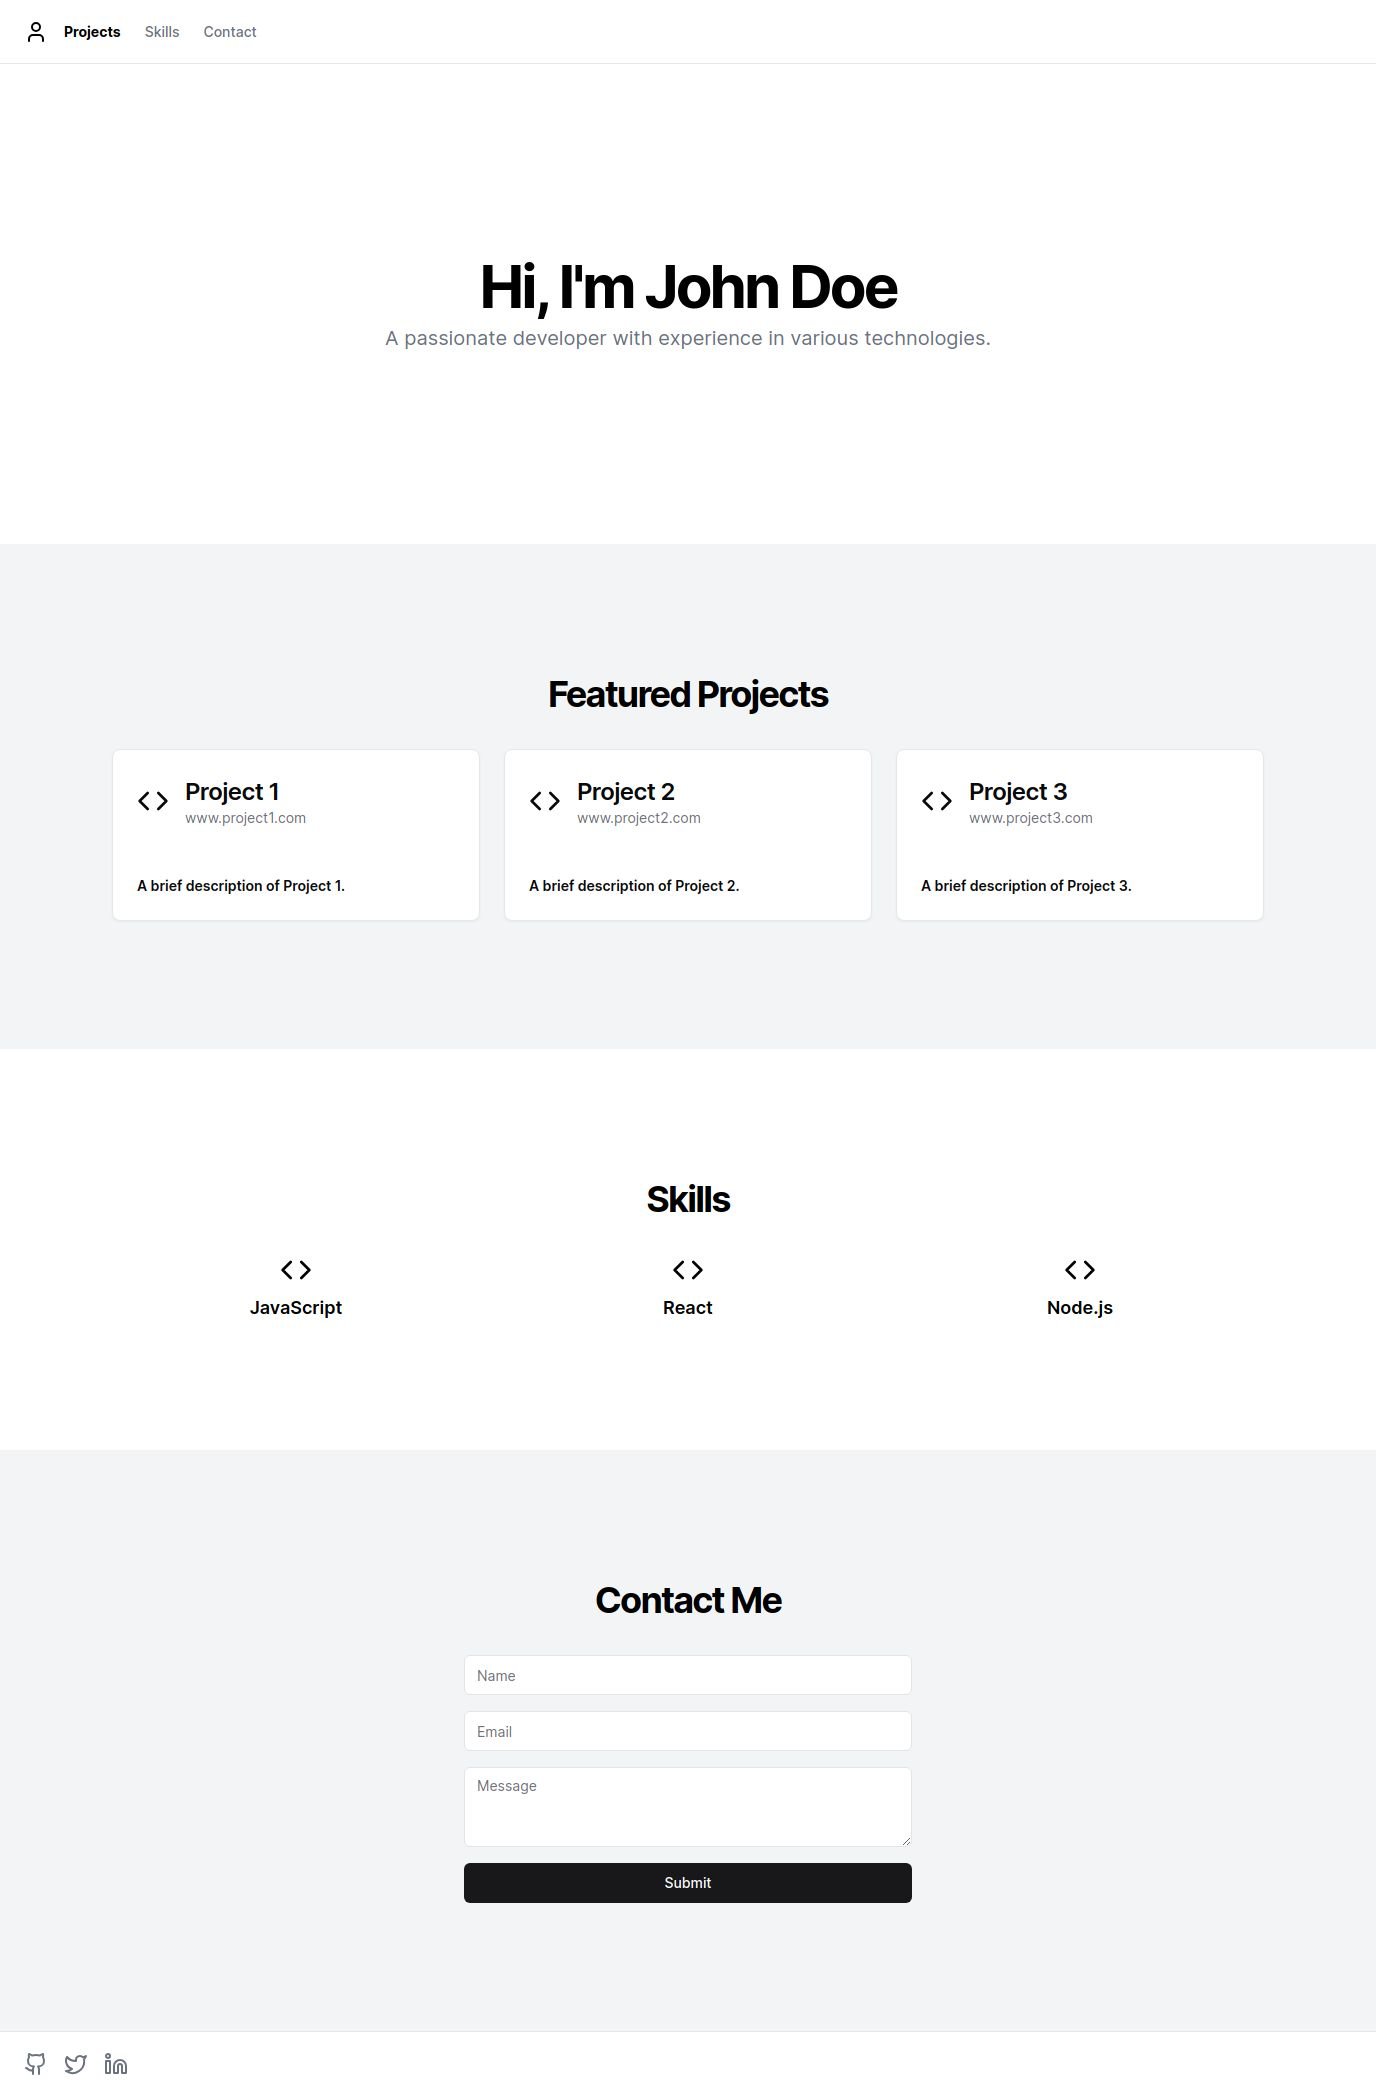 Projects Skills Contact
Hi, I'm John Doe
A passionate developer with experience in various technologies.
Featured Projects
Project 1
www.project1.com
A brief description of Project 1.
Project 2
www.project2.com
A brief description of Project 2.
Project 3
www.project3.com
A brief description of Project 3.
Skills
JavaScript
React
Node.js
Contact Me
Name
Email
Message
Submit